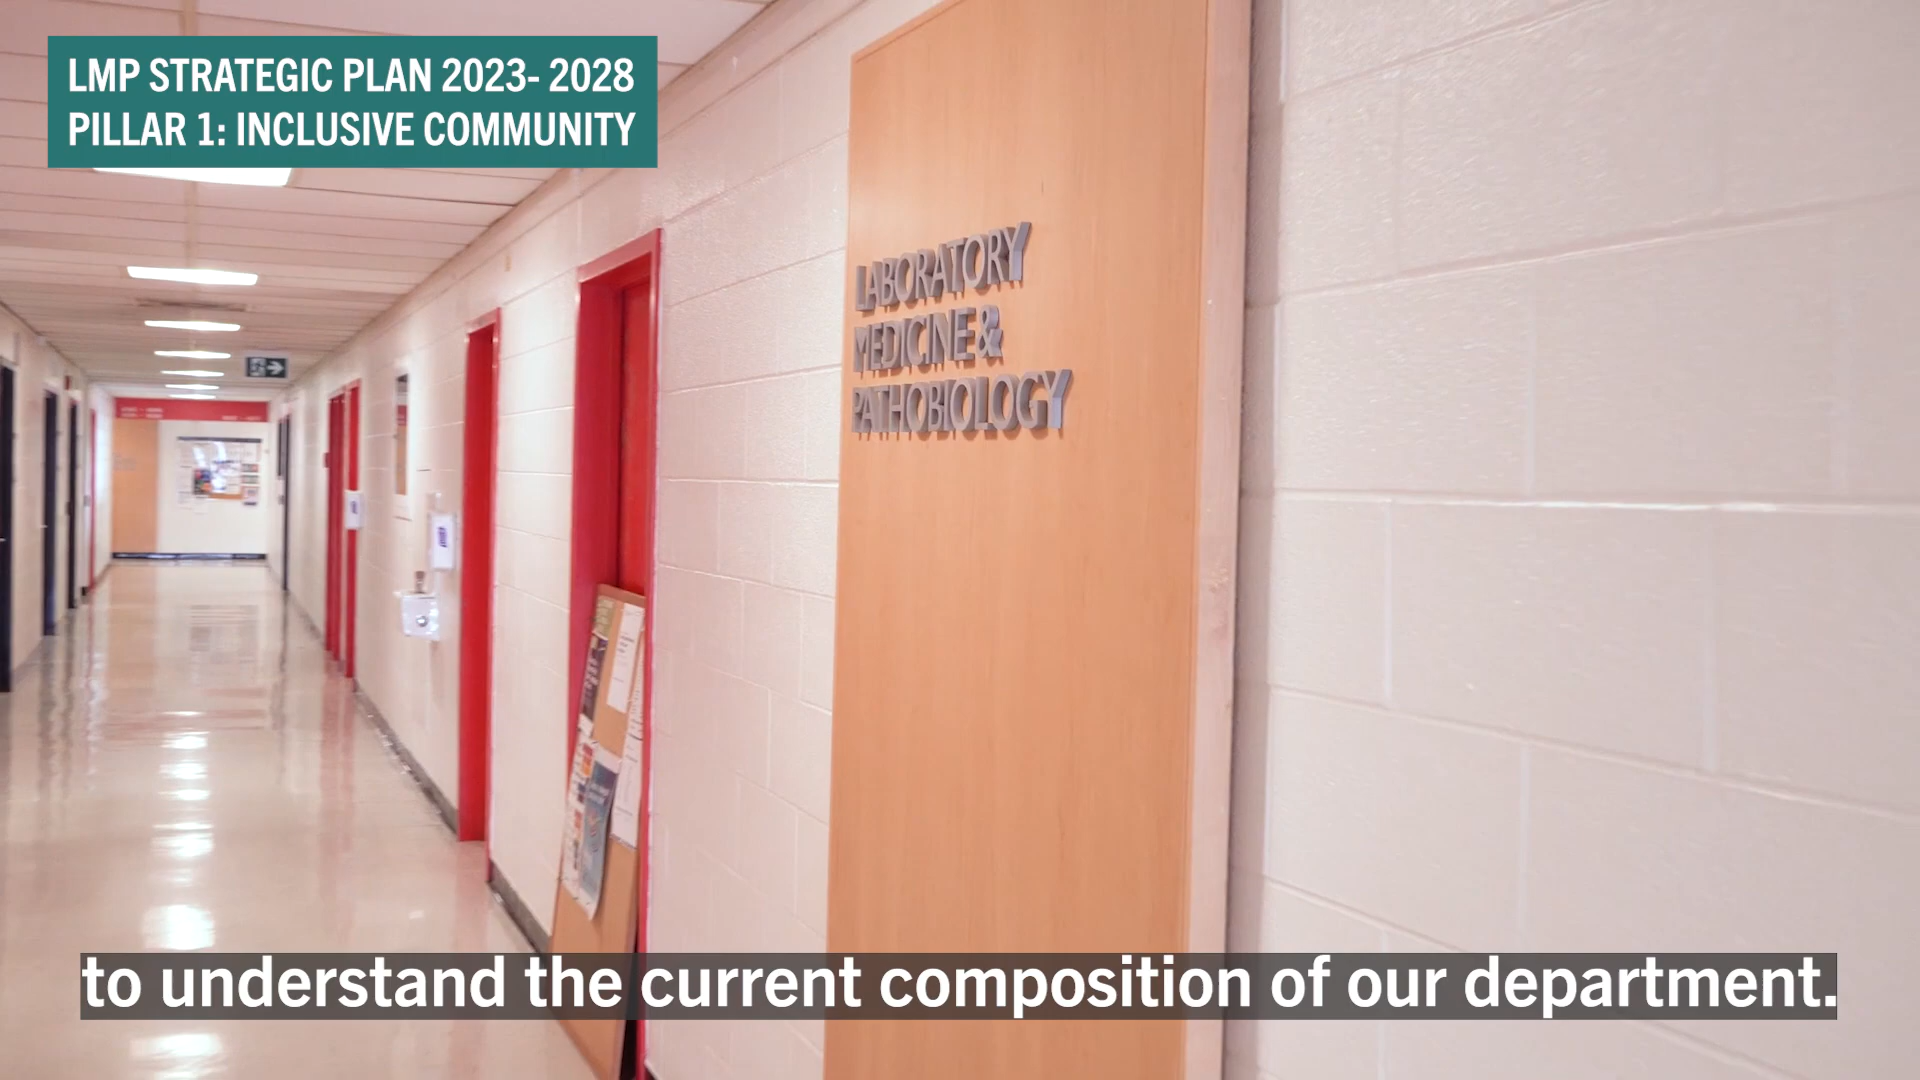 LMP STRATEGIC PLAN 2023- 2028
PILLAR 1: INCLUSIVE COMMUNITY
LABORATORY
MEDICINE &
PATHOBIOLOGY
to understand the current composition of our department.